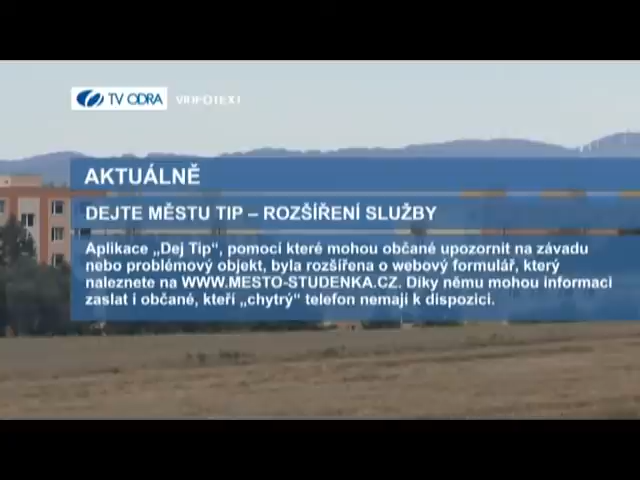 TV ODRA VIDEOTEXT
AKTUÁLNĚ
DEJTE MĚSTU TIP – ROZŠÍŘENÍ SLUŽBY
Aplikace „Dej Tip“, pomocí které mohou občané upozornit na závadu
nebo problémový objekt, byla rozšířena o webový formulář, který
naleznete na WWW.MESTO-STUDENKA.CZ. Díky němu mohou informaci
zaslat i občané, kteří „chytrý“ telefon nemají k dispozici.